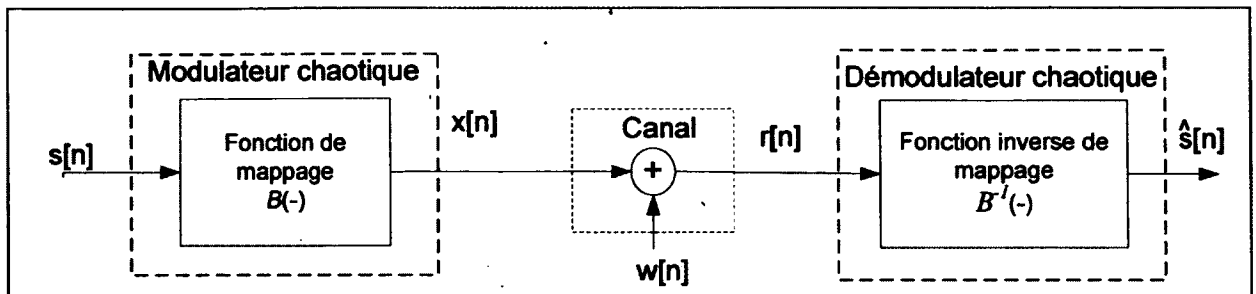 Modulateur chaotique
s[n]
Fonction de
mappage
B(-)
x[n]
Canal
+
w[n]
r[n]
Démodulateur chaotique
Fonction inverse de
mappage
B⁻¹(-)
ŝ[n]